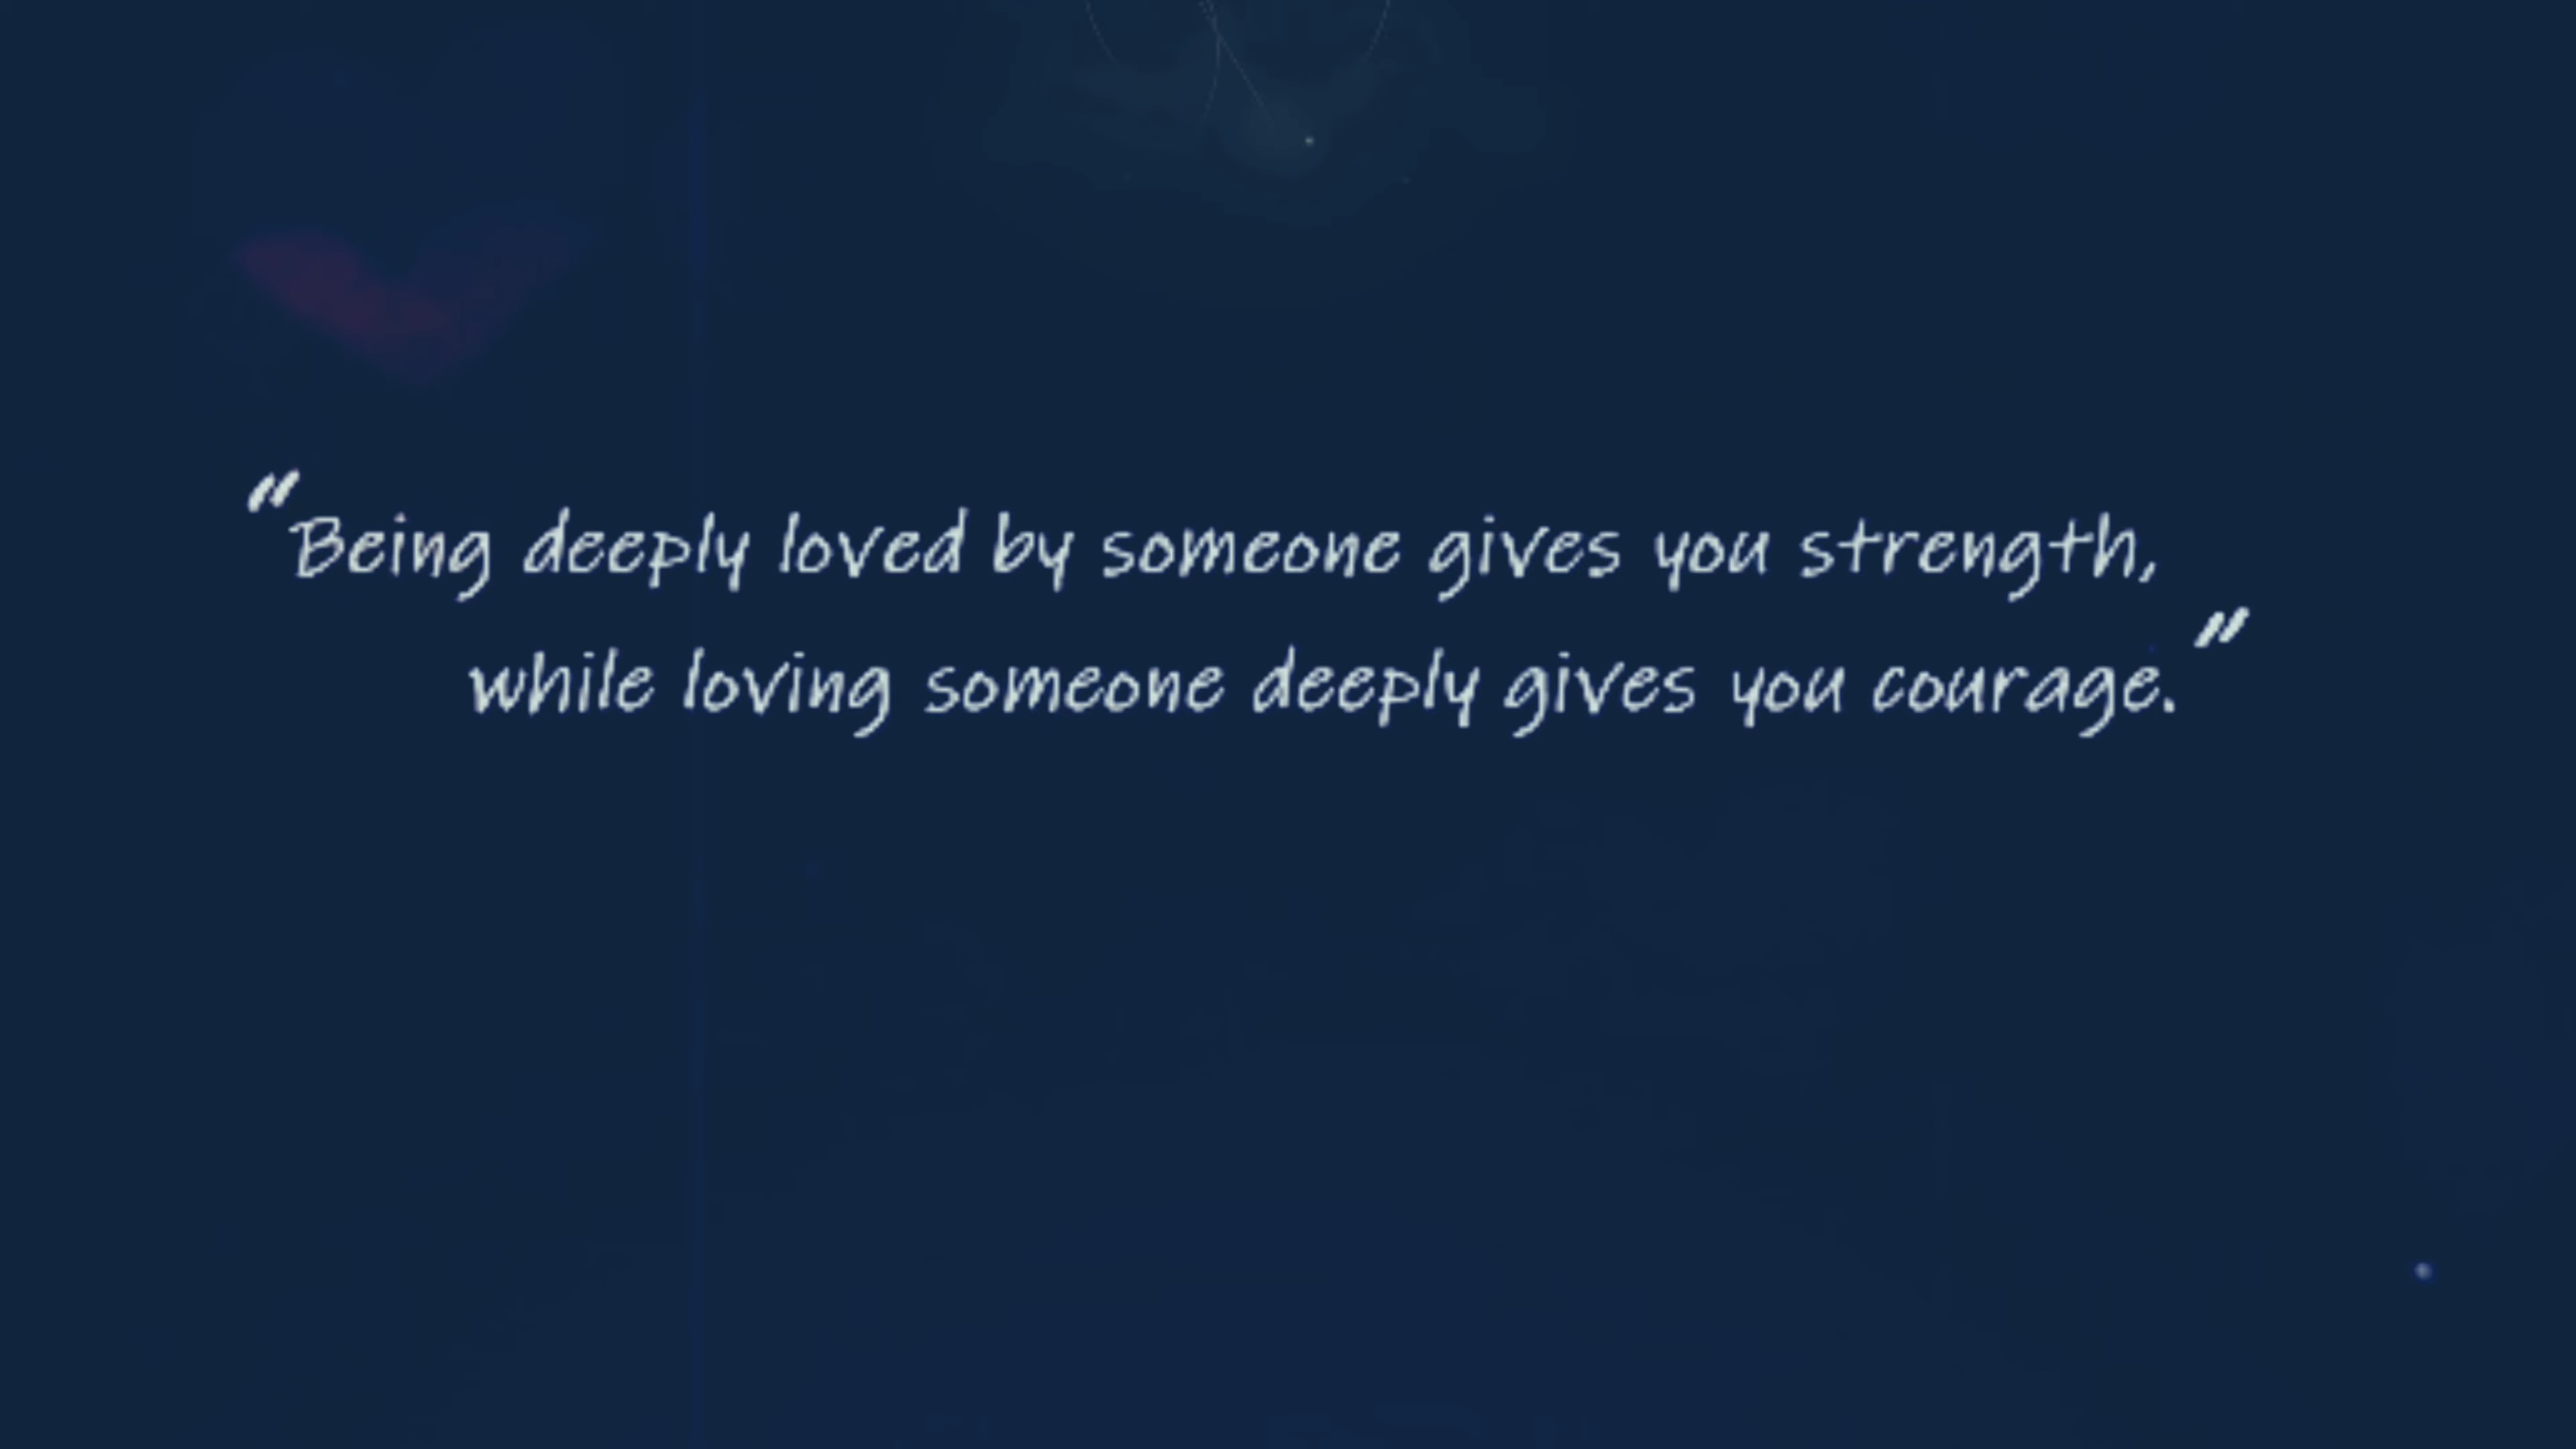 "Being deeply loved by someone gives you strength,
while loving someone deeply gives you courage."